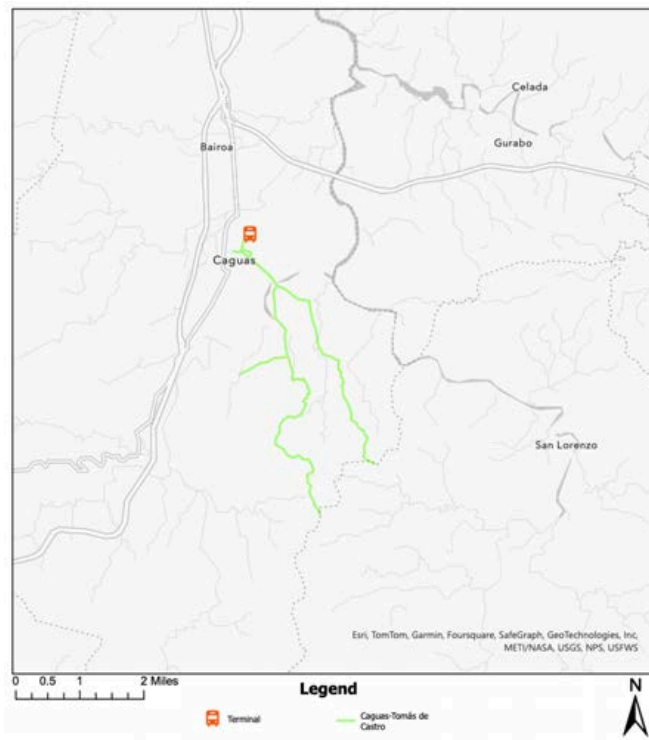 Celada
Bairoa
Gurabo
Caguas
San Lorenzo
Esri, TomTom, Garmin, Foursquare, SafeGraph, GeoTechnologies, Inc,
METI/NASA, USGS, NPS, USFWS
0 0.5 1 2 Miles
Legend
N
Terminal
Caguas-Tomás de
Castro